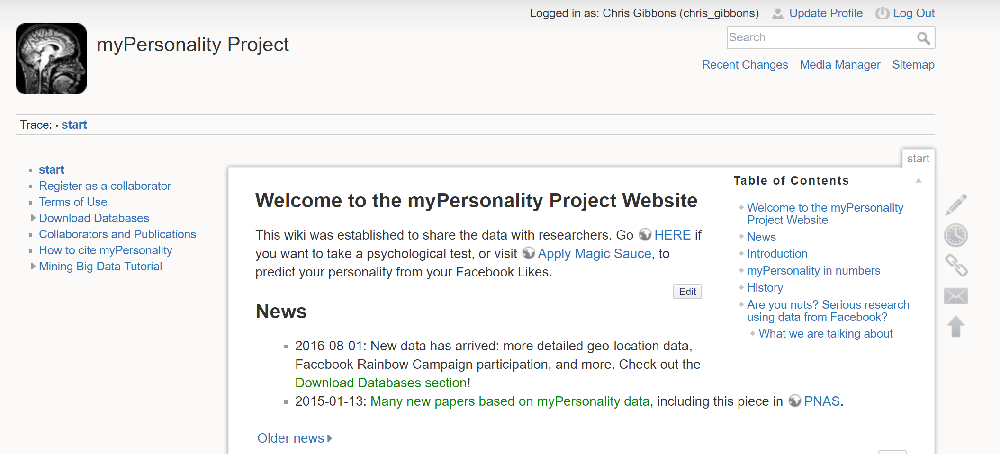 Logged in as: Chris Gibbons (chris_gibbons) Update Profile Log Out
myPersonality Project
Search
Recent Changes Media Manager Sitemap
Trace: • start
start
start
Register as a collaborator
Terms of Use
Download Databases
Collaborators and Publications
How to cite myPersonality
Mining Big Data Tutorial
Welcome to the myPersonality Project Website
This wiki was established to share the data with researchers. Go HERE if
you want to take a psychological test, or visit Apply Magic Sauce, to
predict your personality from your Facebook Likes.
Edit
News
2016-08-01: New data has arrived: more detailed geo-location data,
Facebook Rainbow Campaign participation, and more. Check out the
Download Databases section!
2015-01-13: Many new papers based on myPersonality data, including this piece in PNAS.
Older news
Table of Contents
Welcome to the myPersonality
Project Website
News
Introduction
myPersonality in numbers
History
Are you nuts? Serious research
using data from Facebook?
What we are talking about